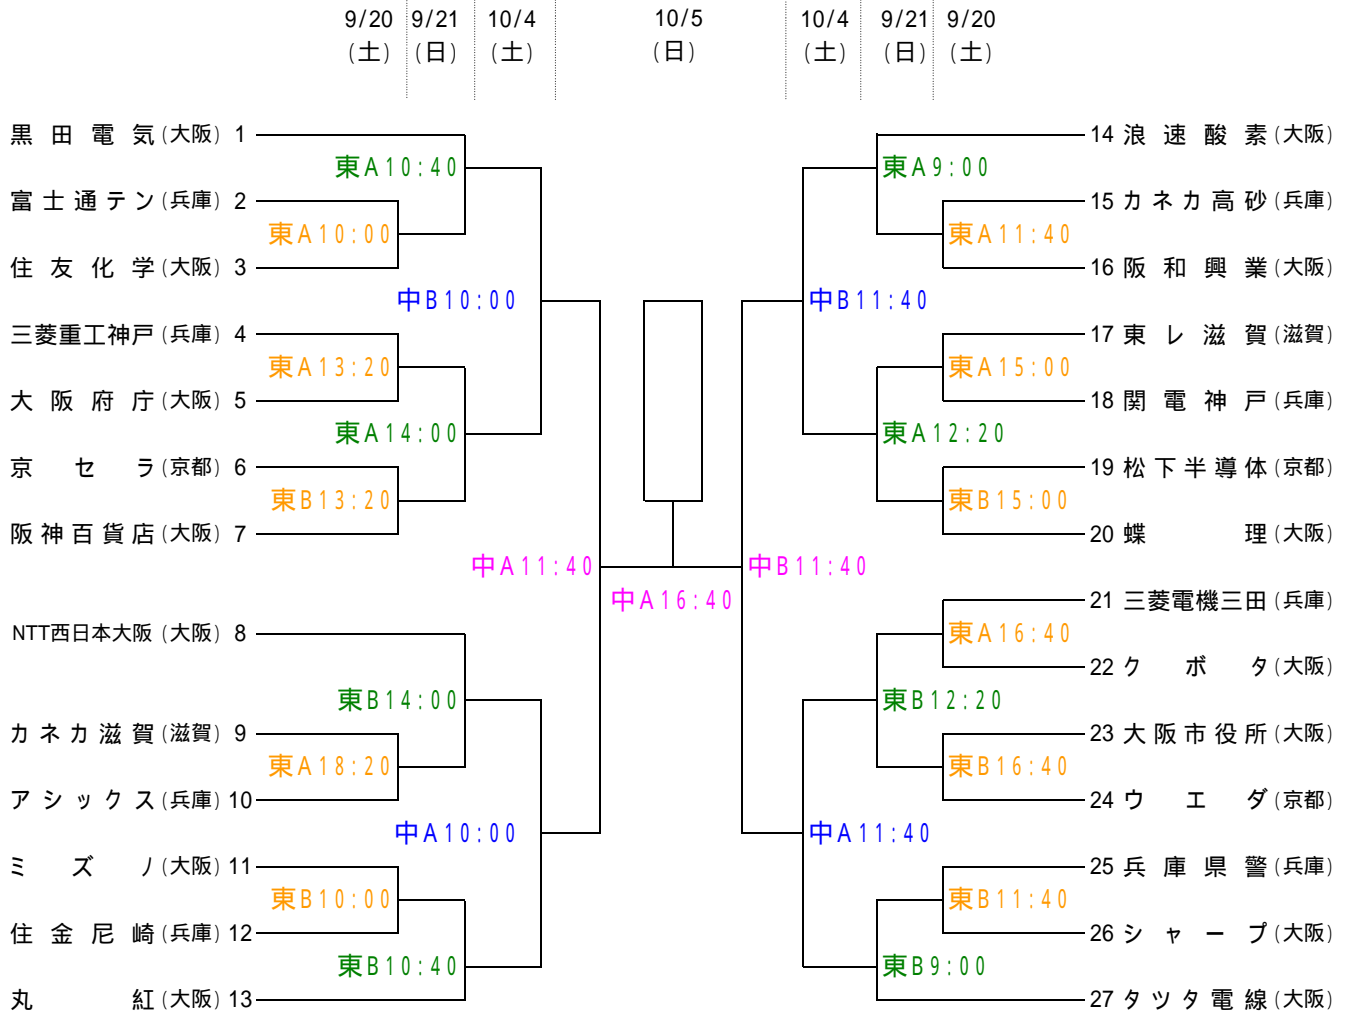 9/20 9/21 10/4 10/5 10/4 9/21 9/20
(土) (日) (土) (日) (土) (日) (土)
黒田電気(大阪) 1
東A10:40
富士通テン(兵庫) 2
東A10:00
住友化学(大阪) 3
中B10:00
三菱重工神戸(兵庫) 4
東A13:20
大阪府庁(大阪) 5
東A14:00
京セラ(京都) 6
東B13:20
阪神百貨店(大阪) 7
中A11:40
NTT西日本大阪(大阪) 8
東B14:00
カネカ滋賀(滋賀) 9
東A18:20
アシックス(兵庫) 10
中A10:00
ミズノ(大阪) 11
東B10:00
住金尼崎(兵庫) 12
東B10:40
丸紅(大阪) 13
中A16:40
14 浪速酸素(大阪)
東A9:00
15 カネカ高砂(兵庫)
東A11:40
16 阪和興業(大阪)
中B11:40
17 東レ滋賀(滋賀)
東A15:00
18 関電神戸(兵庫)
東A12:20
19 松下半導体(京都)
東B15:00
20 蝶理(大阪)
中B11:40
21 三菱電機三田(兵庫)
東A16:40
22 クボタ(大阪)
東B12:20
23 大阪市役所(大阪)
東B16:40
24 ウエダ(京都)
中A11:40
25 兵庫県警(兵庫)
東B11:40
26 シャープ(大阪)
東B9:00
27 タツタ電線(大阪)